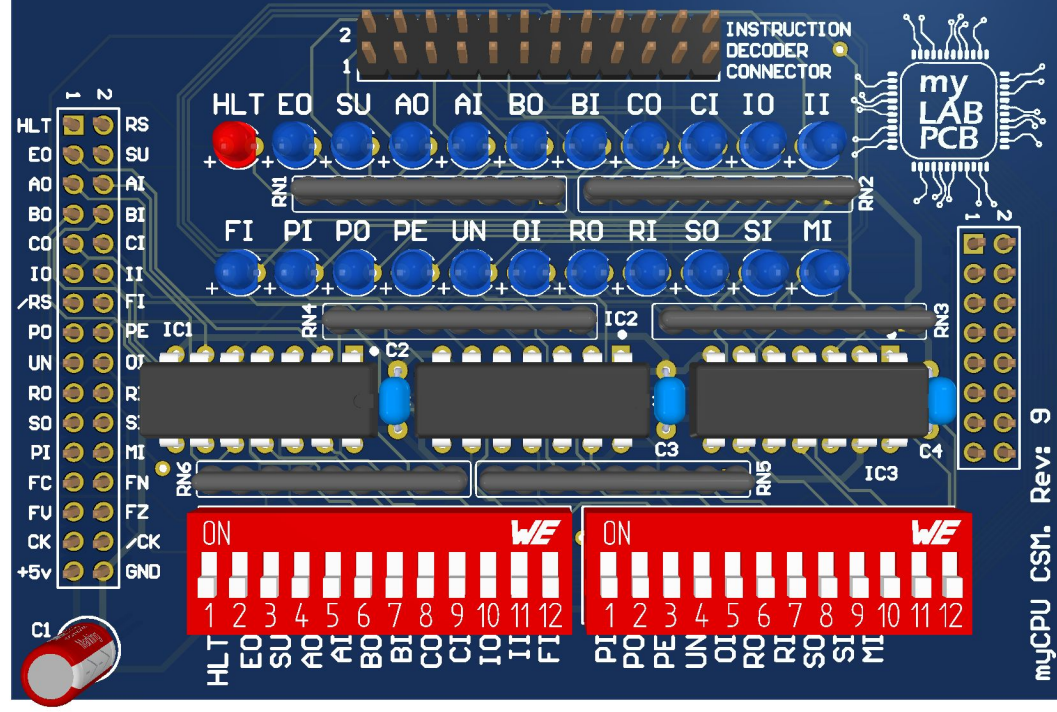 INSTRUCTION
DECODER
CONNECTOR
2
1
my
LAB
PCB
HLT EO SU AO AI BO BI CO CI IO II
RN1
RN2
FI PI PO PE UN OI RO RI SO SI MI
RN4
RN3
1 2
HLT RS
EO SU
AO AI
BO BI
CO CI
IO II
/RS FI
PO PE
UN OI
RO R
SO S
PI MI
FC FN
FV FZ
CK /CK
+5v GND
1 2
IC1
C2
IC2
C3
IC3
C4
RN6
RN5
ON WE
1 2 3 4 5 6 7 8 9 10 11 12
HLT EO SU AO AI BO BI CO CI IO II FI
ON WE
1 2 3 4 5 6 7 8 9 10 11 12
PI PO PE UN OI RO RI SO SI MI
C1
myCPU CSM. Rev: 9